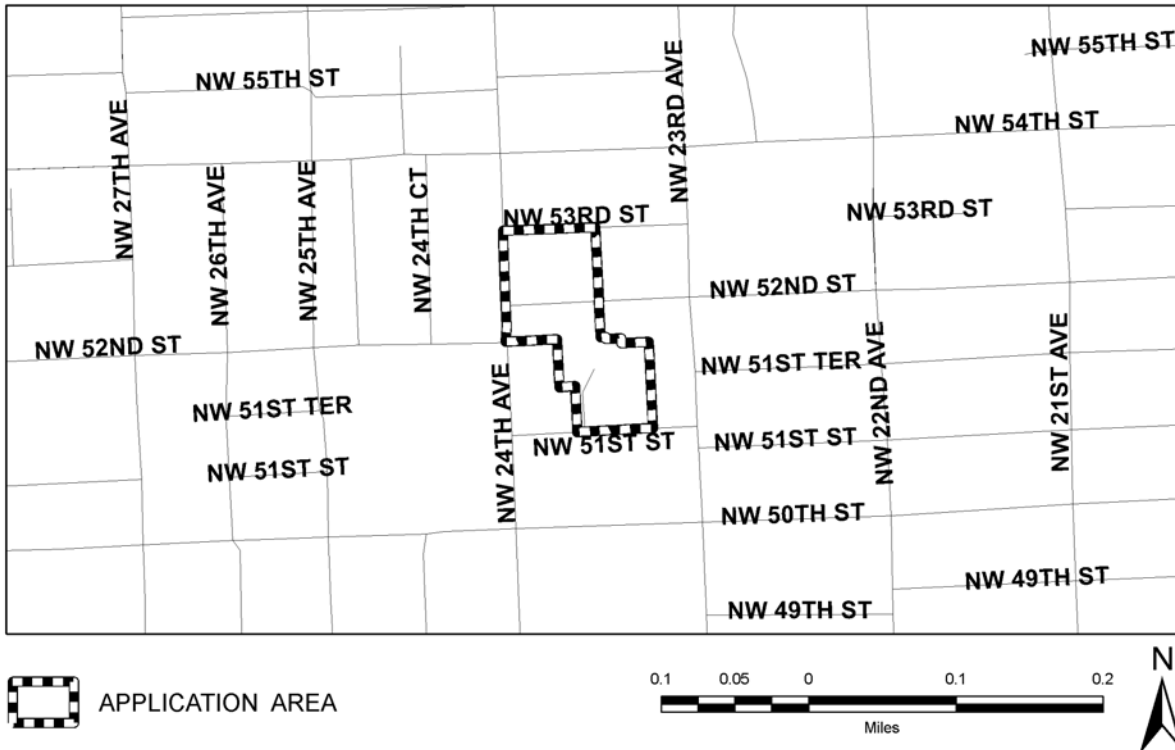 NW 55TH ST
NW 55TH ST
NW 27TH AVE
NW 23RD AVE
NW 54TH ST
NW 26TH AVE
NW 25TH AVE
NW 24TH CT
NW 53RD ST
NW 53RD ST
NW 52ND ST
NW 52ND ST
NW 51ST TER
NW 22ND AVE
NW 21ST AVE
NW 24TH AVE
NW 51ST TER
NW 51ST ST
NW 51ST ST
NW 51ST ST
NW 50TH ST
NW 49TH ST
NW 49TH ST
APPLICATION AREA
0.1 0.05 0 0.1 0.2
Miles
N